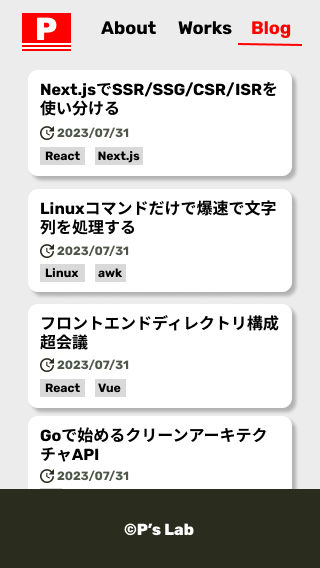 P
About Works Blog
Next.jsでSSR/SSG/CSR/ISRを
使い分ける
2023/07/31
React Next.js
Linuxコマンドだけで爆速で文字
列を処理する
2023/07/31
Linux awk
フロントエンドディレクトリ構成
超会議
2023/07/31
React Vue
Goで始めるクリーンアーキテク
チャAPI
2023/07/31
©P’s Lab